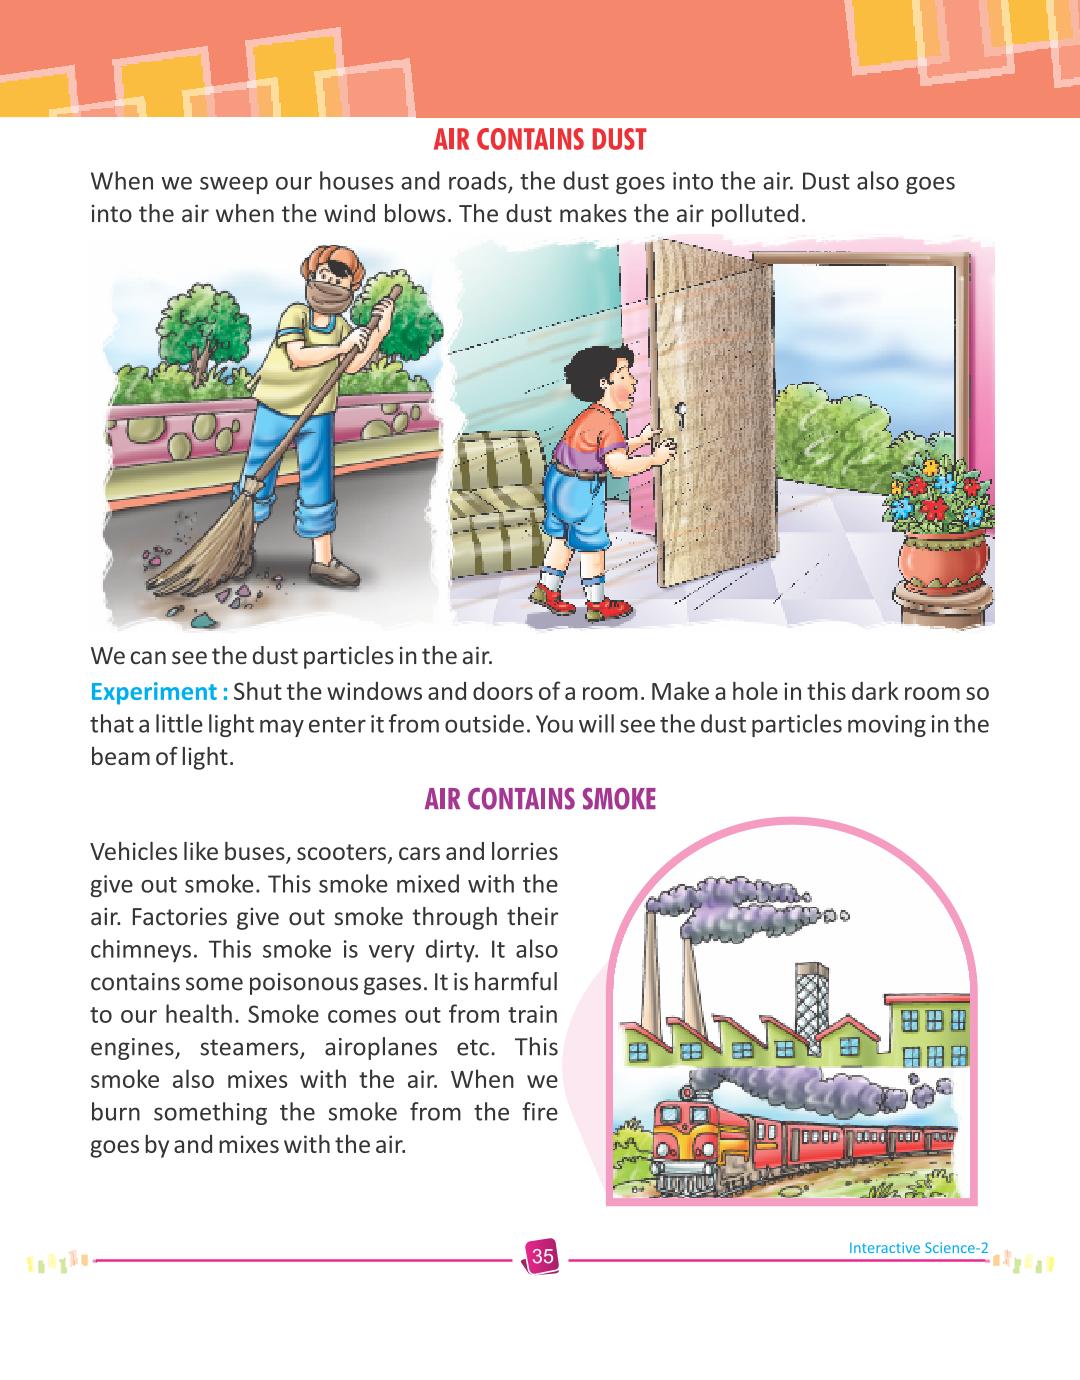 AIR CONTAINS DUST
When we sweep our houses and roads, the dust goes into the air. Dust also goes
into the air when the wind blows. The dust makes the air polluted.
We can see the dust particles in the air.
Experiment : Shut the windows and doors of a room. Make a hole in this dark room so
that a little light may enter it from outside. You will see the dust particles moving in the
beam of light.
AIR CONTAINS SMOKE
Vehicles like buses, scooters, cars and lorries
give out smoke. This smoke mixed with the
air. Factories give out smoke through their
chimneys. This smoke is very dirty. It also
contains some poisonous gases. It is harmful
to our health. Smoke comes out from train
engines, steamers, airoplanes etc. This
smoke also mixes with the air. When we
burn something the smoke from the fire
goes by and mixes with the air.
Interactive Science-2
35